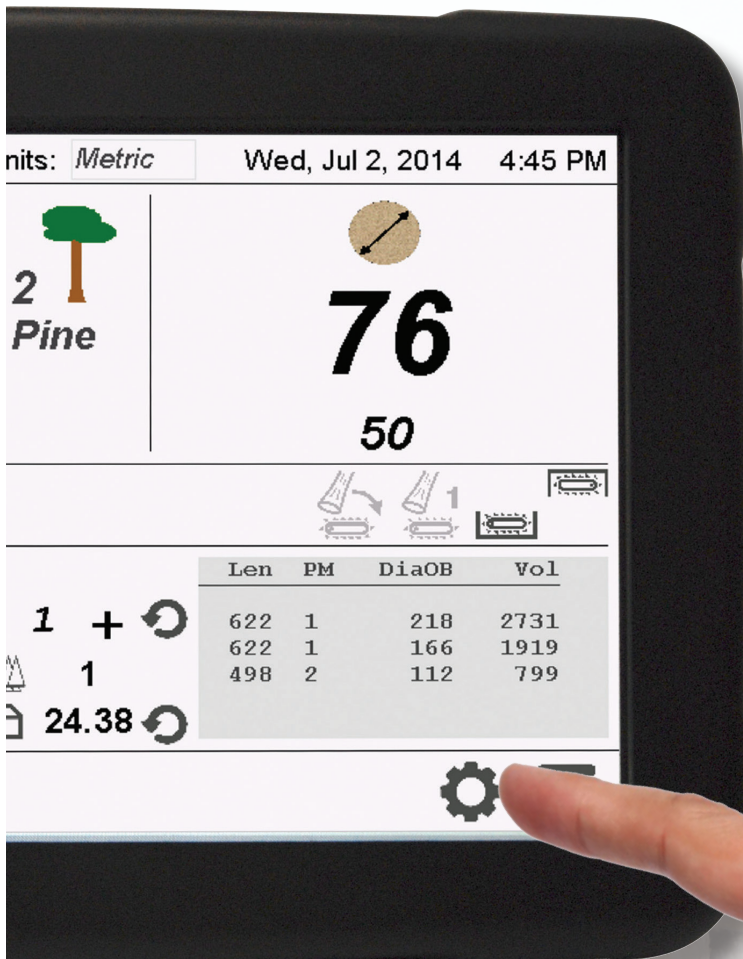 nits: Metric Wed, Jul 2, 2014 4:45 PM
2
Pine
76
50
1
Len PM DiaOB Vol
622 1 218 2731
622 1 166 1919
498 2 112 799
1 +
1
24.38